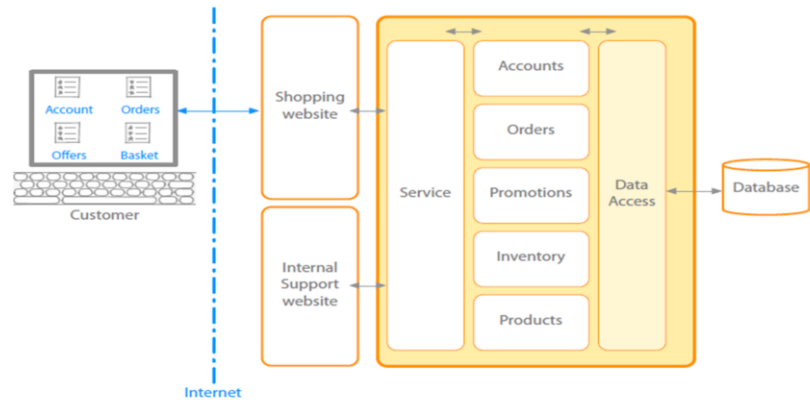 Account
Orders
Offers
Basket
Customer
Internet
Shopping
website
Internal
Support
website
Service
Accounts
Orders
Promotions
Inventory
Products
Data
Access
Database